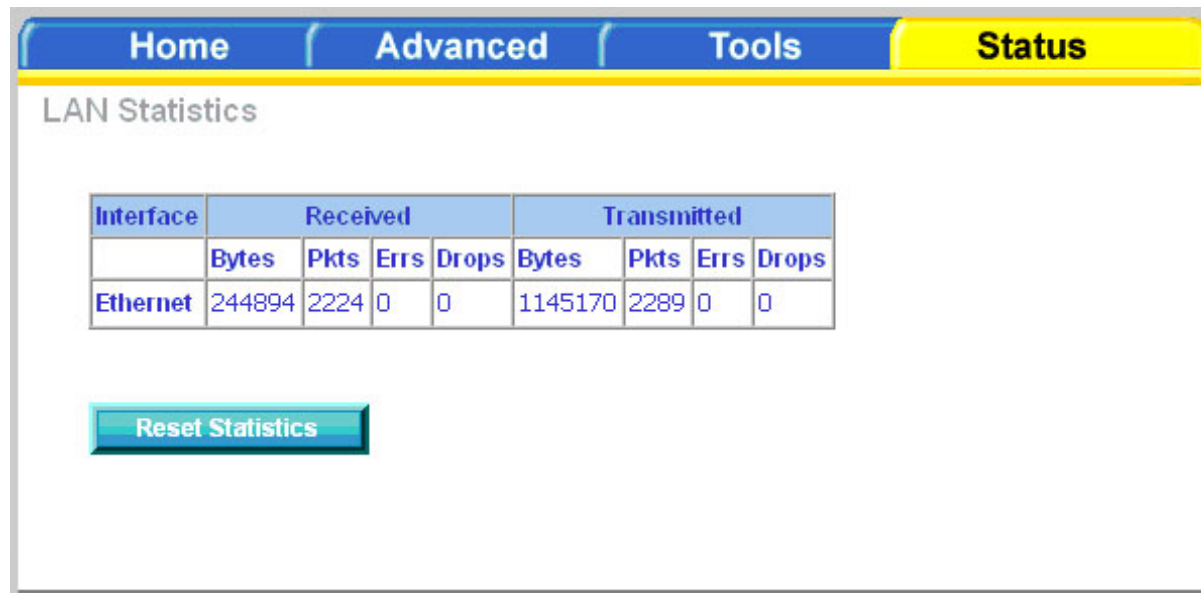 Home Advanced Tools Status
LAN Statistics
Interface Received Transmitted
Bytes Pkts Errs Drops Bytes Pkts Errs Drops
Ethernet 244894 2224 0 0 1145170 2289 0 0
Reset Statistics